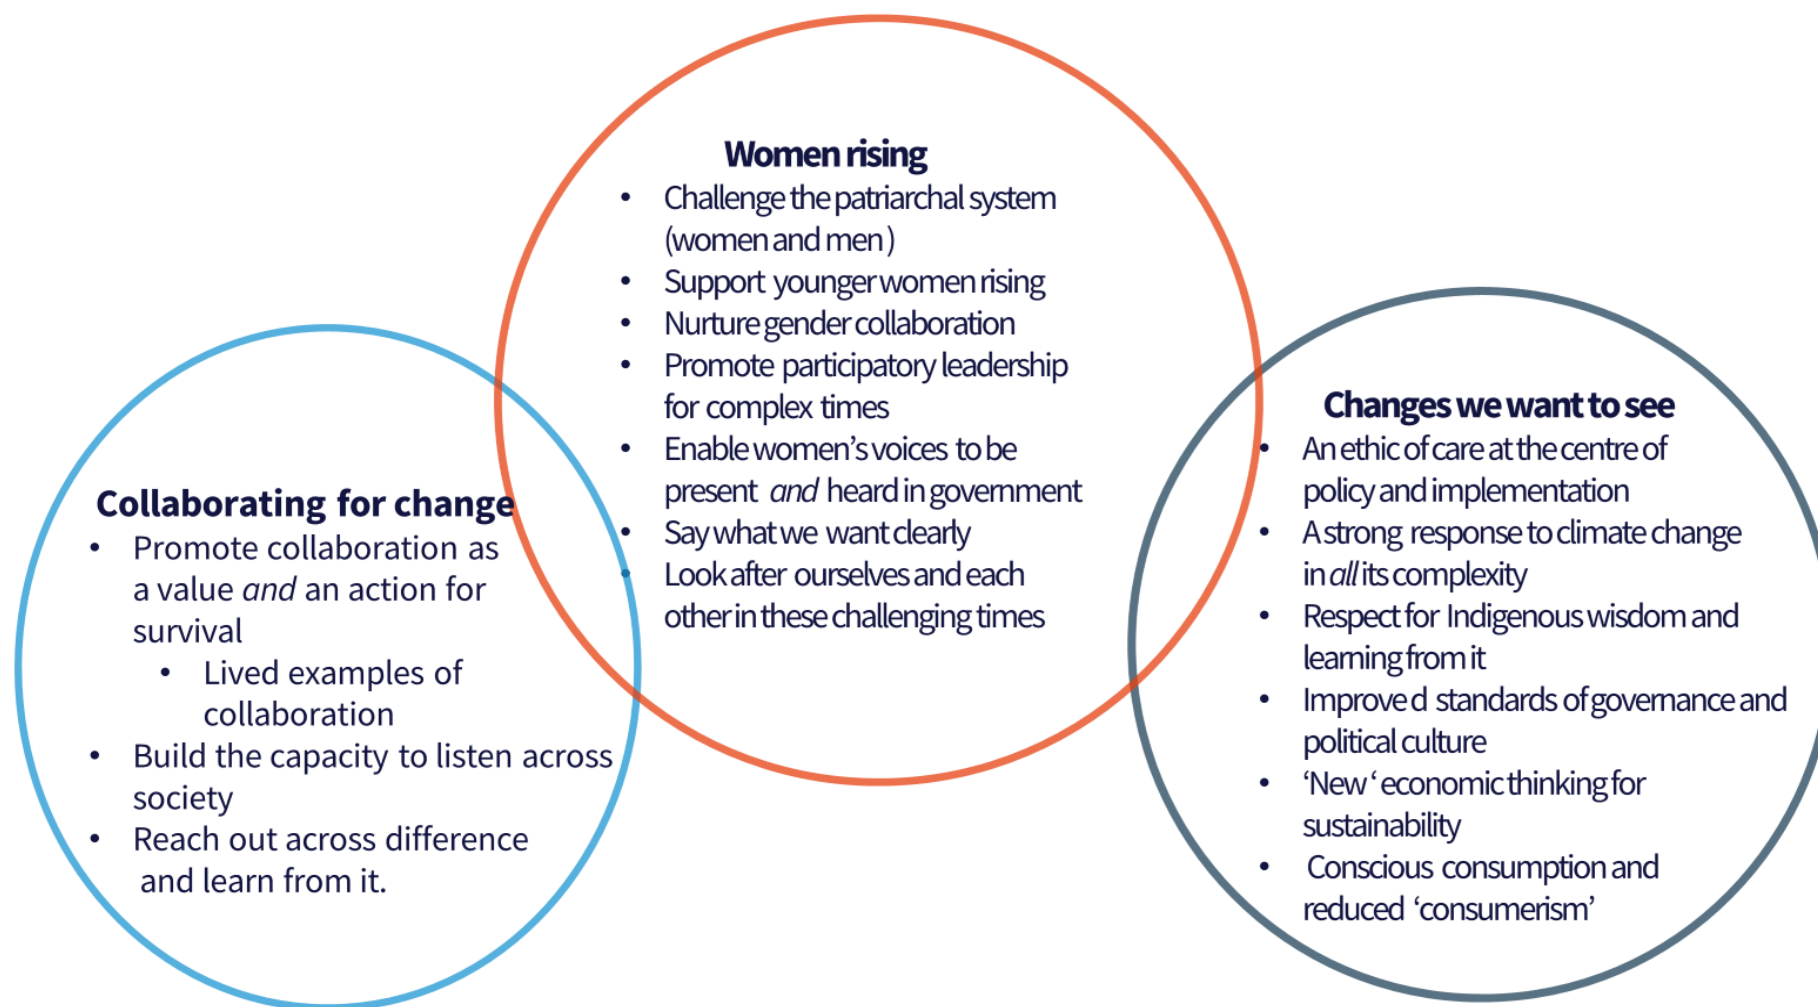 Women rising
• Challenge the patriarchal system
(women and men )
• Support younger women rising
• Nurture gender collaboration
• Promote participatory leadership
for complex times
• Enable women’s voices to be
present and heard in government
• Say what we want clearly
• Look after ourselves and each
other in these challenging times
Collaborating for change
• Promote collaboration as
a value and an action for
survival
• Lived examples of
collaboration
• Build the capacity to listen across
society
• Reach out across difference
and learn from it.
Changes we want to see
• An ethic of care at the centre of
policy and implementation
• A strong response to climate change
in all its complexity
• Respect for Indigenous wisdom and
learning from it
• Improve d standards of governance and
political culture
• ‘New ‘ economic thinking for
sustainability
• Conscious consumption and
reduced ‘consumerism’